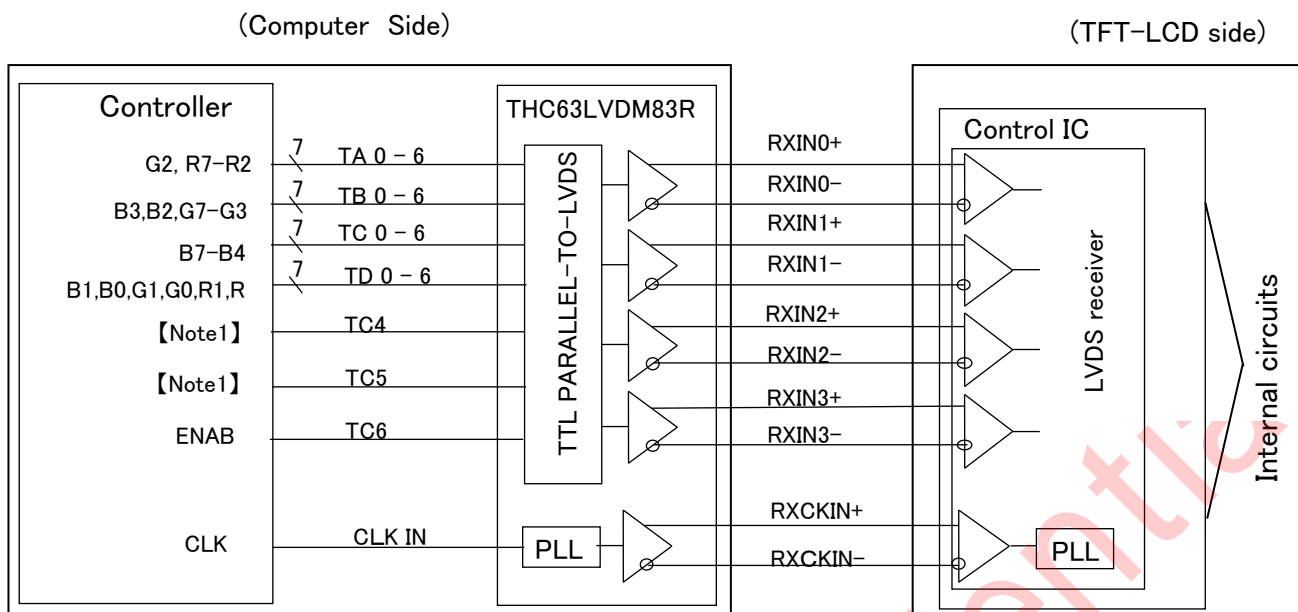 (Computer Side)
(TFT-LCD side)
Controller
THC63LVDM83R
Control IC
G2, R7-R2
7
TA 0-6
RXIN0+
RXIN0-
B3,B2,G7-G3
7
TB 0-6
RXIN1+
RXIN1-
B7-B4
7
TC 0-6
RXIN2+
RXIN2-
B1,B0,G1,G0,R1,R
7
TD 0-6
RXIN3+
RXIN3-
【Note1】
TC4
【Note1】
TC5
ENAB
TC6
TTL PARALLEL-TO-LVDS
LVDS receiver
Internal circuits
CLK
CLK IN
PLL
RXCKIN+
RXCKIN-
PLL